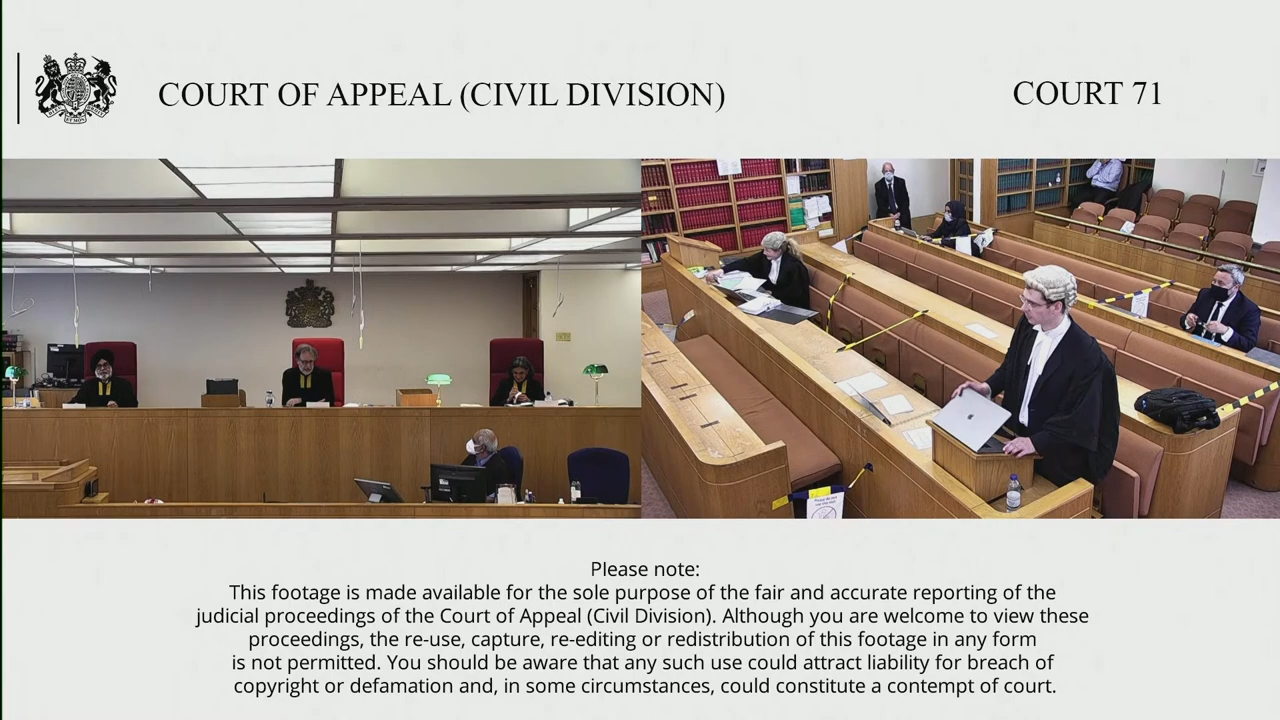 COURT OF APPEAL (CIVIL DIVISION)
COURT 71
Please note:
This footage is made available for the sole purpose of the fair and accurate reporting of the
judicial proceedings of the Court of Appeal (Civil Division). Although you are welcome to view these
proceedings, the re-use, capture, re-editing or redistribution of this footage in any form
is not permitted. You should be aware that any such use could attract liability for breach of
copyright or defamation and, in some circumstances, could constitute a contempt of court.